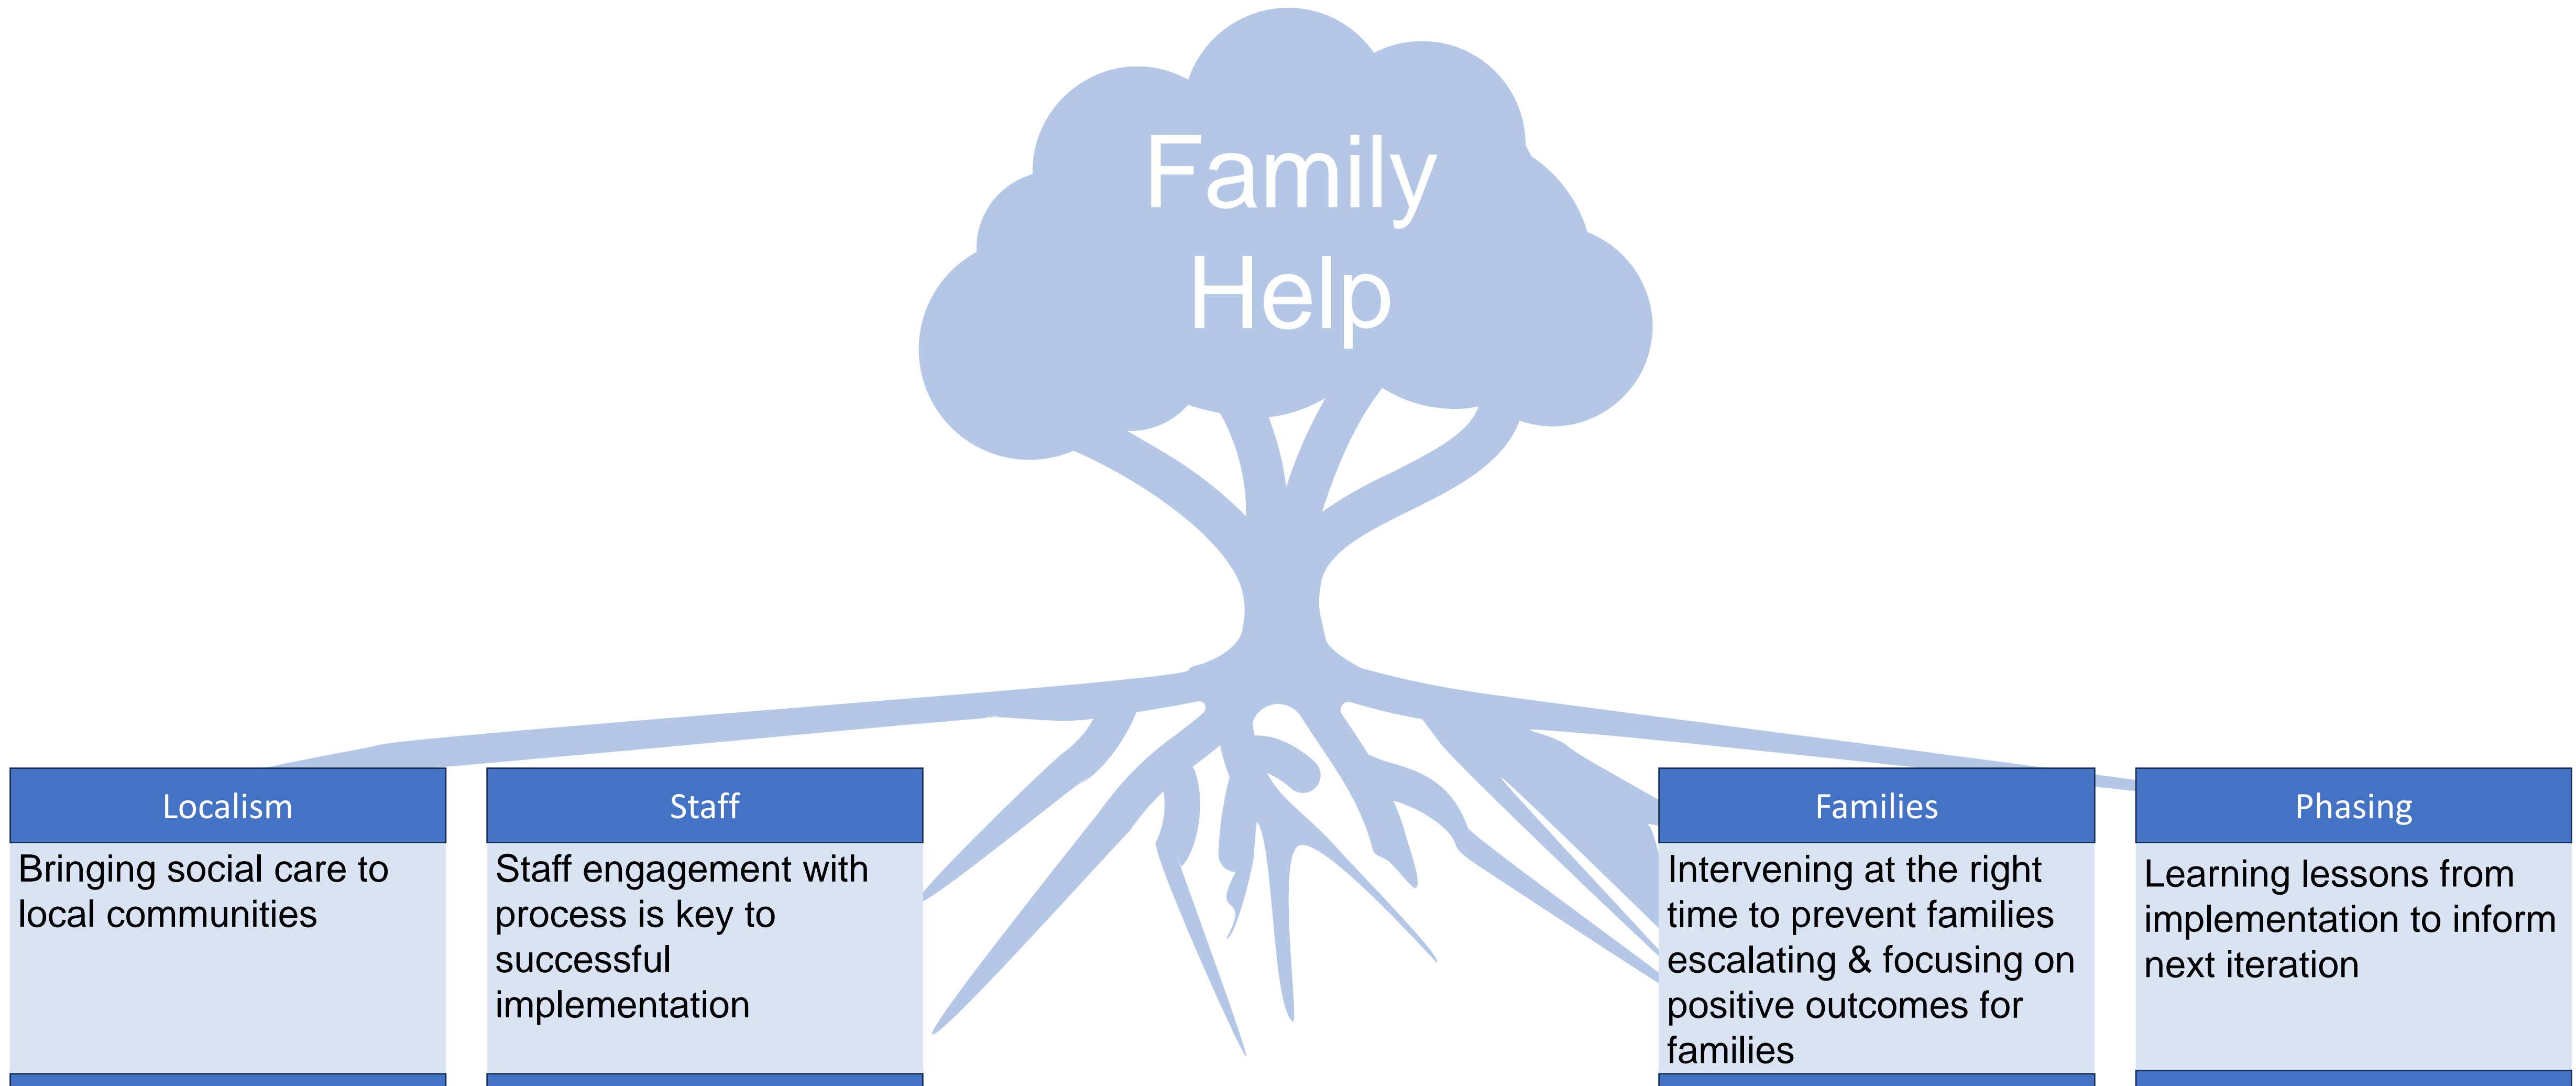 Family
Help
Localism
Bringing social care to
local communities
Staff
Staff engagement with
process is key to
successful
implementation
Families
Intervening at the right
time to prevent families
escalating & focusing on
positive outcomes for
families
Phasing
Learning lessons from
implementation to inform
next iteration